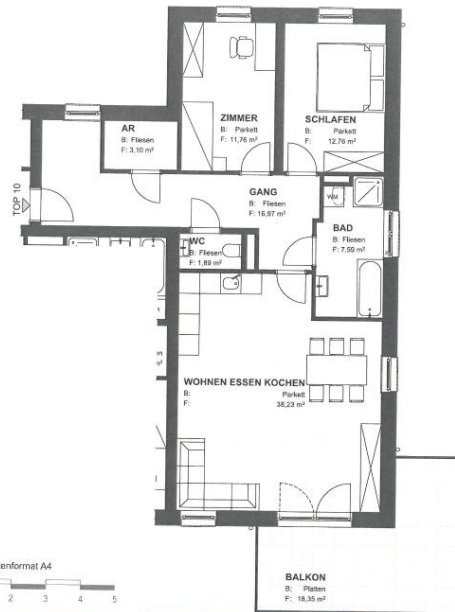 ZIMMER
B: Parkett
F: 11,76 m²
SCHLAFEN
B: Parkett
F: 12,76 m²
AR
B: Fliesen
F: 3,10 m²
TOP 10
GANG
B: Fliesen
F: 16,97 m²
WM
BAD
B: Fliesen
F: 7,59 m²
WC
B: Fliesen
F: 1,89 m²
WOHNEN ESSEN KOCHEN
B: Parkett
F: 38,23 m²
tenformat A4
2 3 4 5
BALKON
B: Platten
F: 18,35 m²